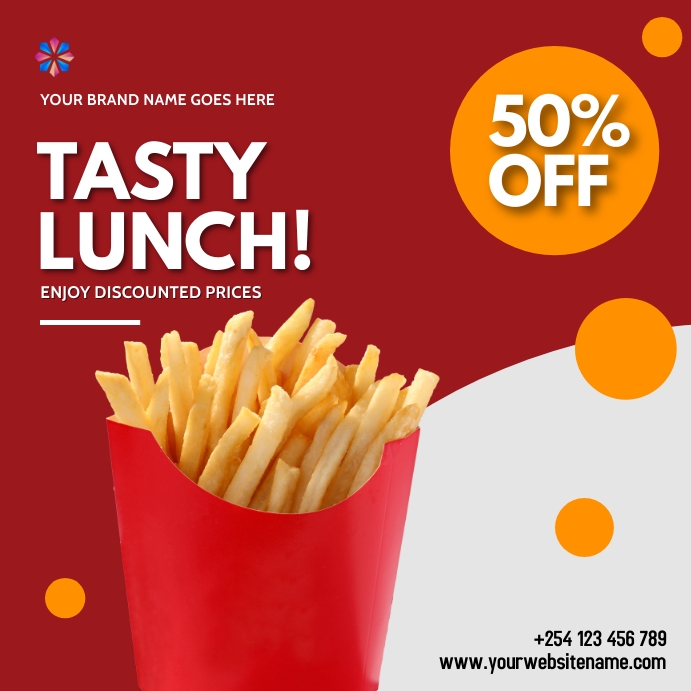 YOUR BRAND NAME GOES HERE
TASTY
LUNCH!
ENJOY DISCOUNTED PRICES
50%
OFF
+254 123 456 789
www.yourwebsitename.com